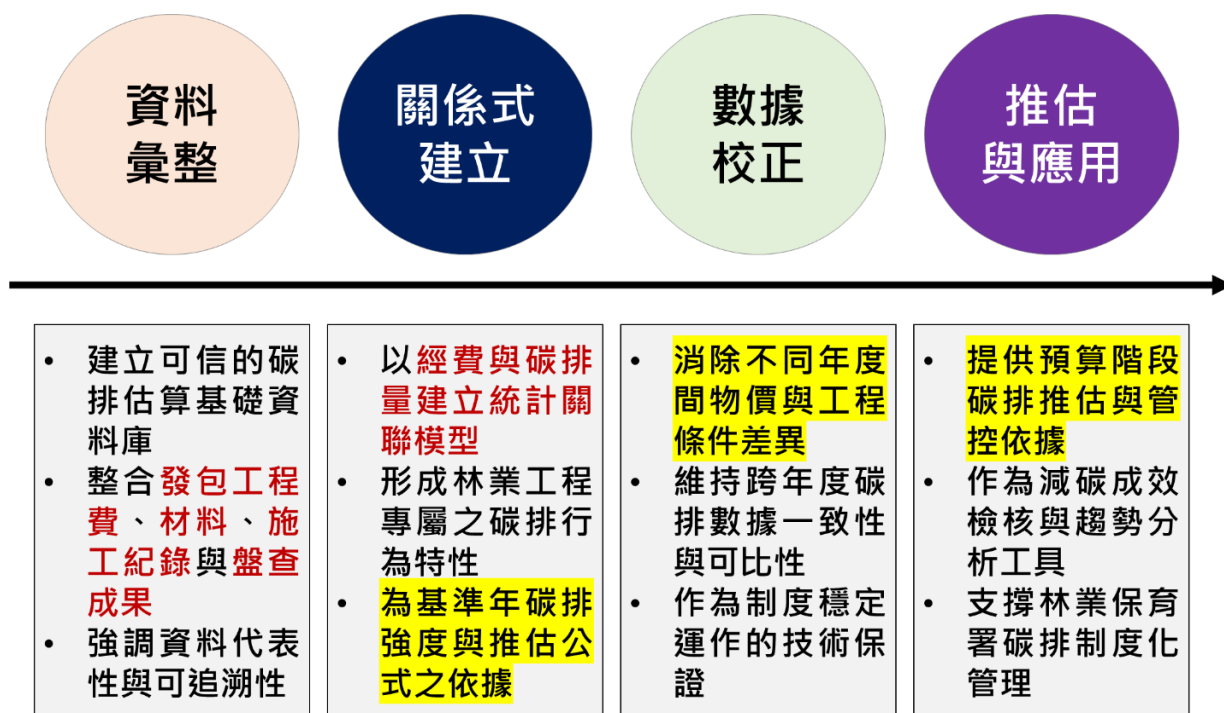 資料
彙整
關係式
建立
數據
校正
推估
與應用
• 建立可信的碳
排估算基礎資
料庫
• 整合發包工程
費、材料、施
工紀錄與盤查
成果
• 強調資料代表
性與可追溯性
• 以經費與碳排
量建立統計關
聯模型
• 形成林業工程
專屬之碳排行
為特性
• 為基準年碳排
強度與推估公
式之依據
• 消除不同年度
間物價與工程
條件差異
• 維持跨年度碳
排數據一致性
與可比性
• 作為制度穩定
運作的技術保
證
• 提供預算階段
碳排推估與管
控依據
• 作為減碳成效
檢核與趨勢分
析工具
• 支撐林業保育
署碳排制度化
管理